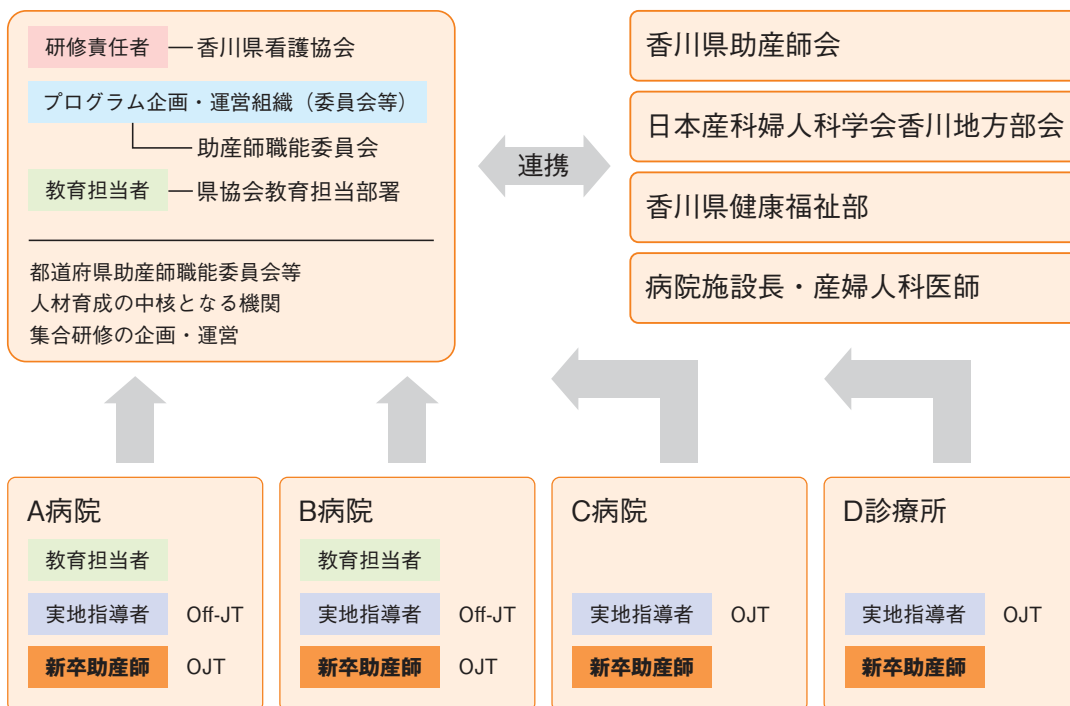 研修責任者 香川県看護協会
プログラム企画・運営組織（委員会等）
助産師職能委員会
教育担当者 県協会教育担当部署
都道府県助産師職能委員会等
人材育成の中核となる機関
集合研修の企画・運営
連携
香川県助産師会
日本産科婦人科学会香川地方部会
香川県健康福祉部
病院施設長・産婦人科医師
A病院
教育担当者
実地指導者 Off-JT
新卒助産師 OJT
B病院
教育担当者
実地指導者 Off-JT
新卒助産師 OJT
C病院
実地指導者 OJT
新卒助産師
D診療所
実地指導者 OJT
新卒助産師